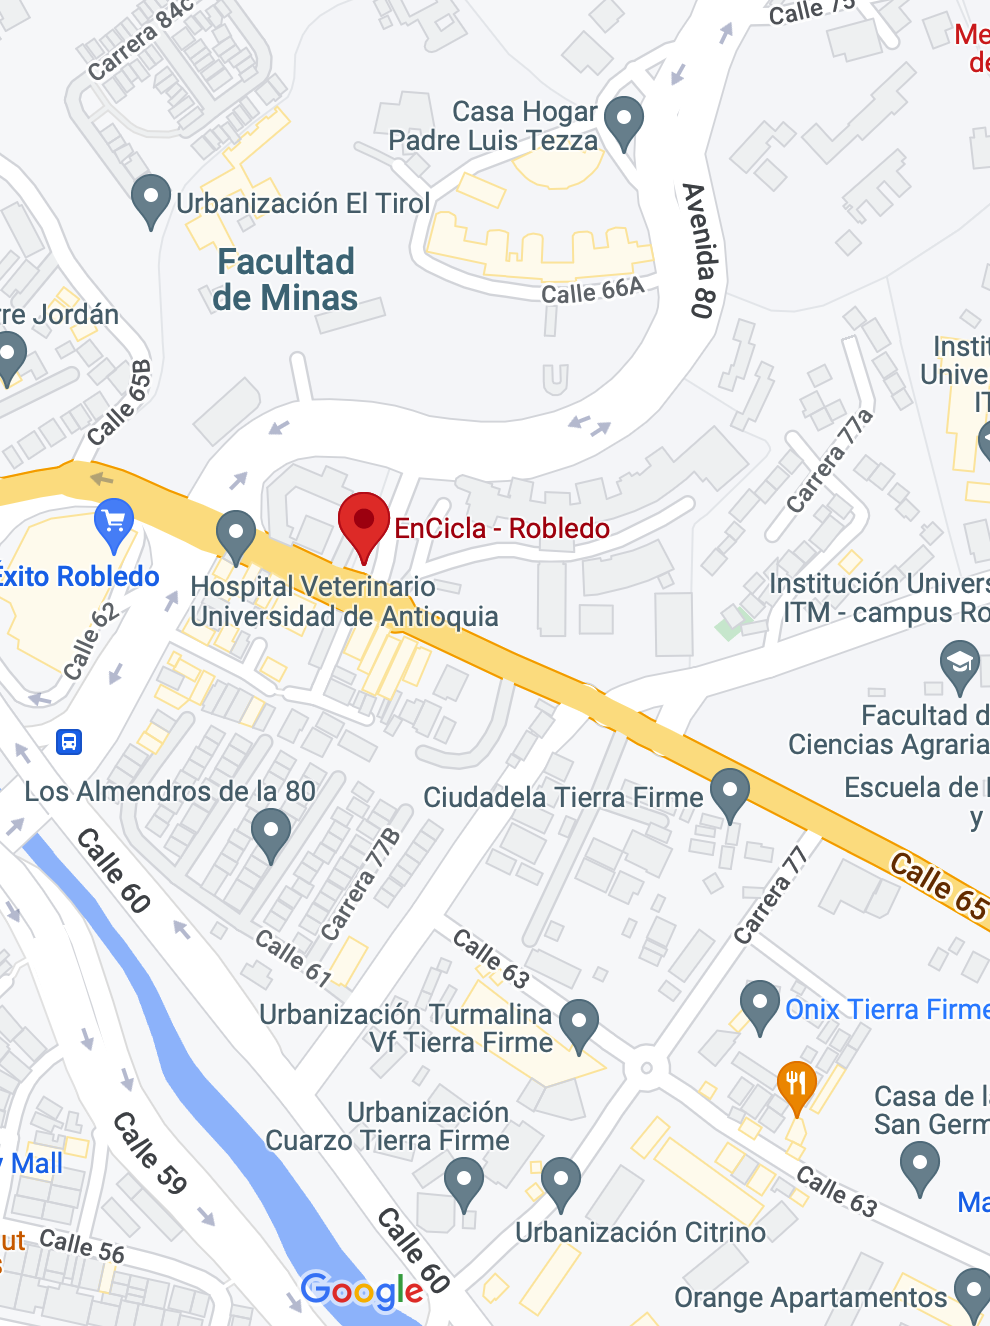 Calle 75
Carrera 84c
Me
de
Casa Hogar
Padre Luis Tezza
Urbanización El Tirol
Avenida 80
Facultad
de Minas
Calle 66A
rre Jordán
Insti
Unive
IT
Calle 65B
Carrera 77a
EnCicla - Robledo
Éxito Robledo
Hospital Veterinario
Universidad de Antioquia
Institución Univers
ITM - campus Ro
Calle 62
Facultad d
Ciencias Agraria
Los Almendros de la 80
Ciudadela Tierra Firme
Escuela de
y
Calle 60
Carrera 77B
Carrera 77
Calle 65
Calle 61
Calle 63
Urbanización Turmalina
Vf Tierra Firme
Onix Tierra Firme
Urbanización
Cuarzo Tierra Firme
Casa de la
San Germ
Calle 59
y Mall
Calle 63
Ma
Calle 60
Urbanización Citrino
ut
s
Calle 56
Google
Orange Apartamentos